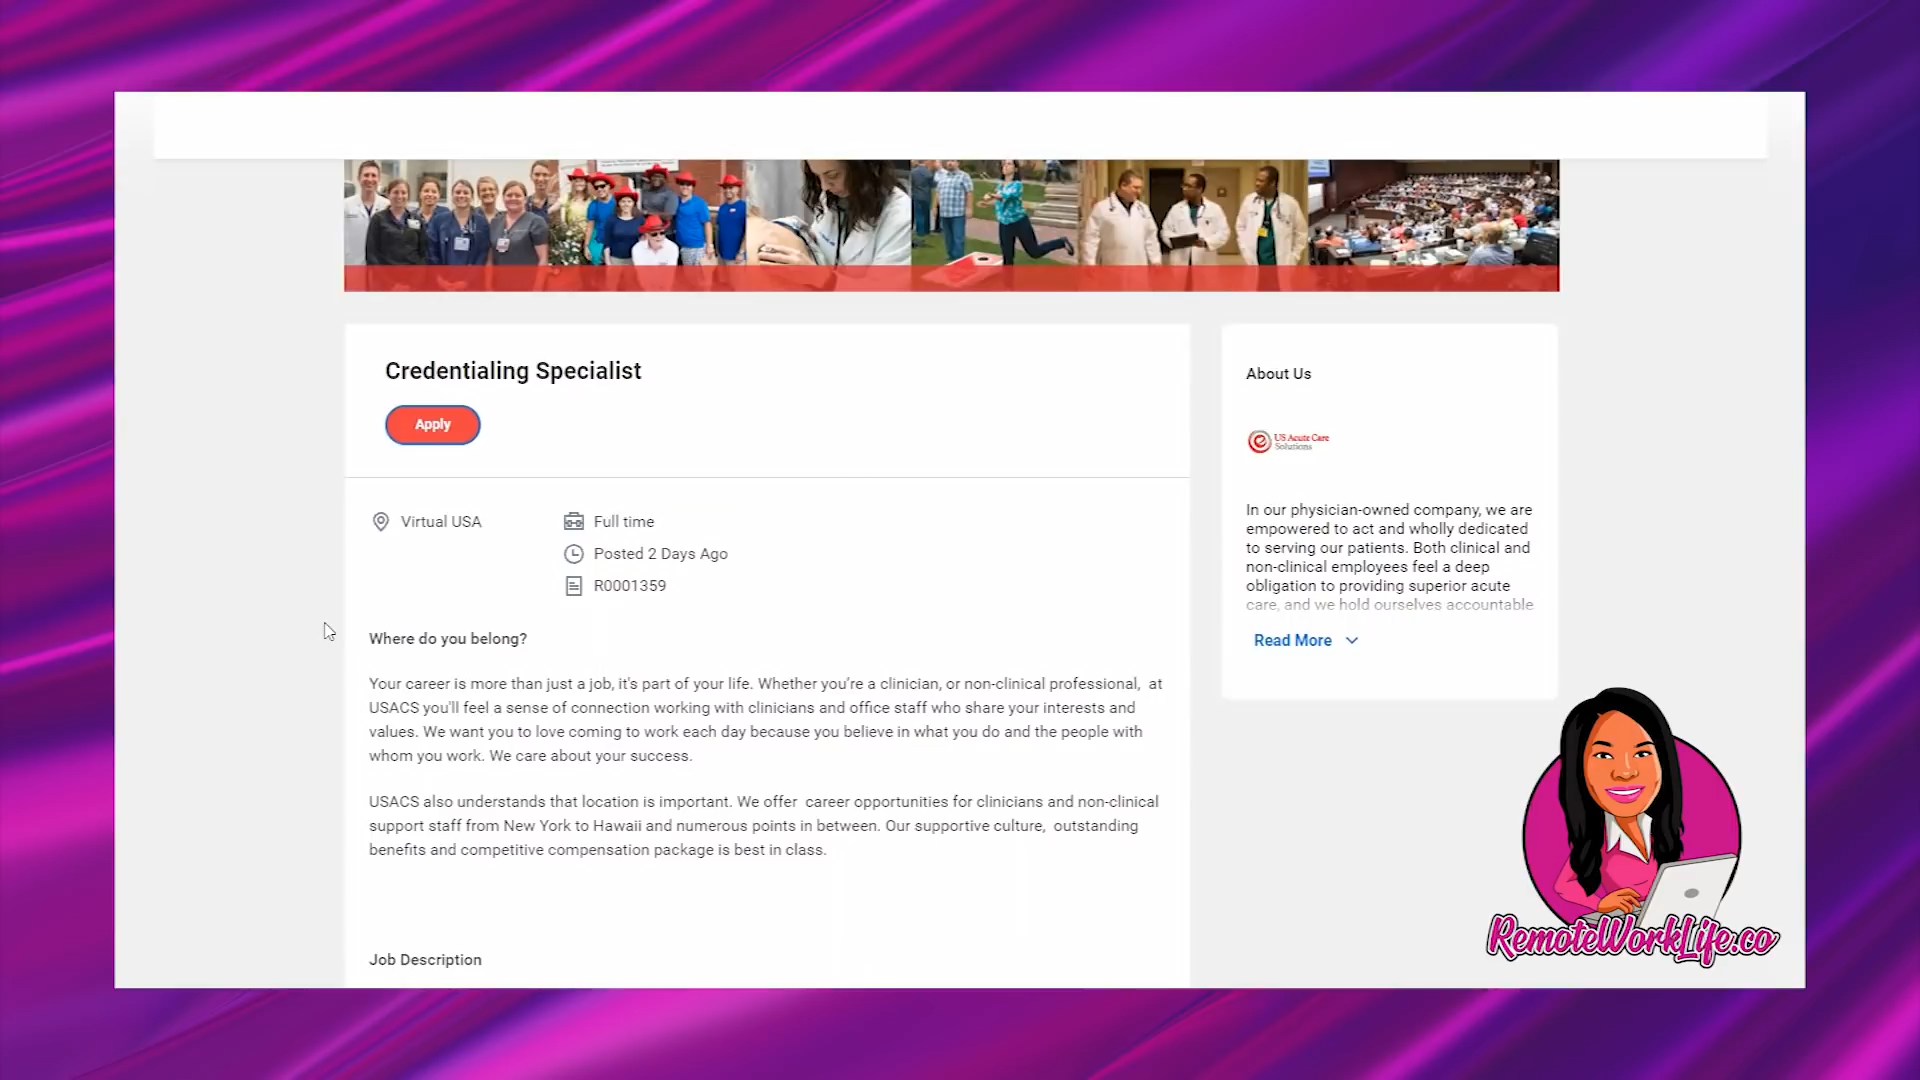 Credentialing Specialist
Apply
Virtual USA
Full time
Posted 2 Days Ago
R0001359
Where do you belong?
Your career is more than just a job, it's part of your life. Whether you're a clinician, or non-clinical professional,  at
USACS you'll feel a sense of connection working with clinicians and office staff who share your interests and
values. We want you to love coming to work each day because you believe in what you do and the people with
whom you work. We care about your success.
USACS also understands that location is important. We offer  career opportunities for clinicians and non-clinical
support staff from New York to Hawaii and numerous points in between. Our supportive culture,  outstanding
benefits and competitive compensation package is best in class.
Job Description
About Us
US Acute Care
Solutions
In our physician-owned company, we are
empowered to act and wholly dedicated
to serving our patients. Both clinical and
non-clinical employees feel a deep
obligation to providing superior acute
care, and we hold ourselves accountable
Read More
RemoteWorkLife.co